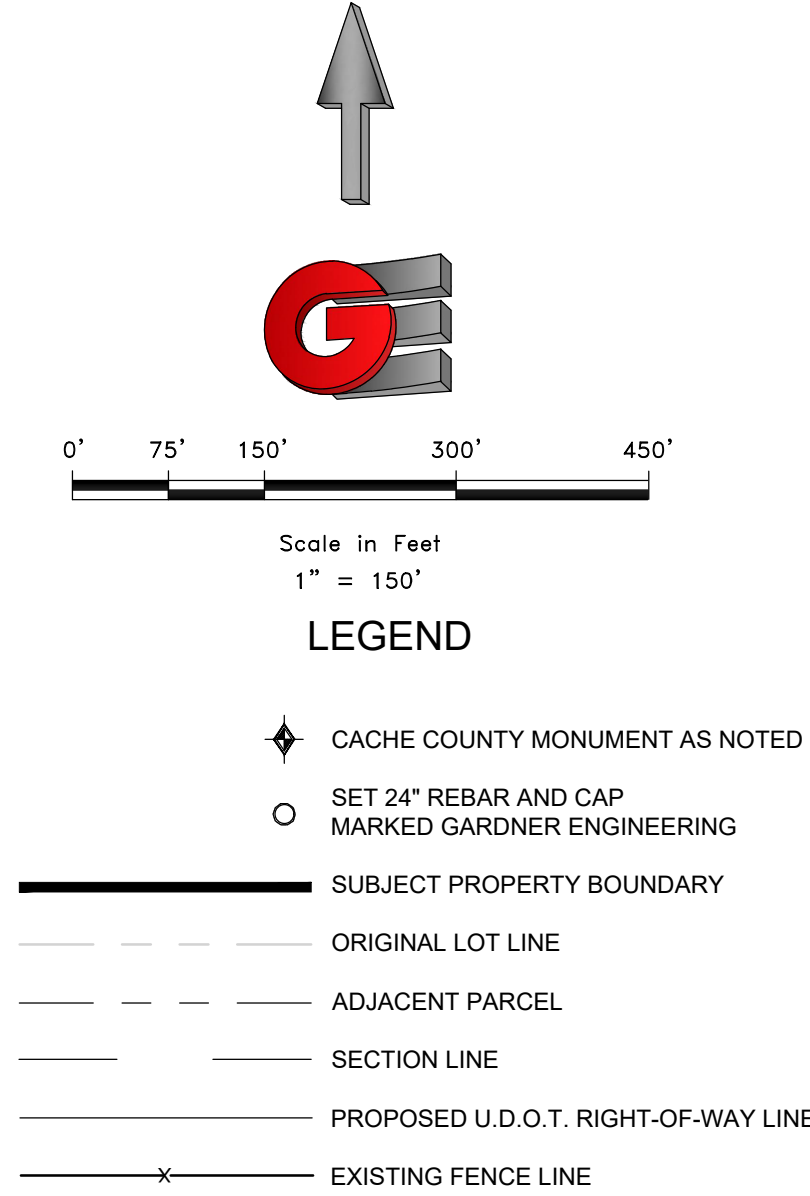 GE
0' 75' 150' 300' 450'
Scale in Feet
1” = 150'
LEGEND
CACHE COUNTY MONUMENT AS NOTED
SET 24" REBAR AND CAP
MARKED GARDNER ENGINEERING
SUBJECT PROPERTY BOUNDARY
ORIGINAL LOT LINE
ADJACENT PARCEL
SECTION LINE
PROPOSED U.D.O.T. RIGHT-OF-WAY LINE
X EXISTING FENCE LINE